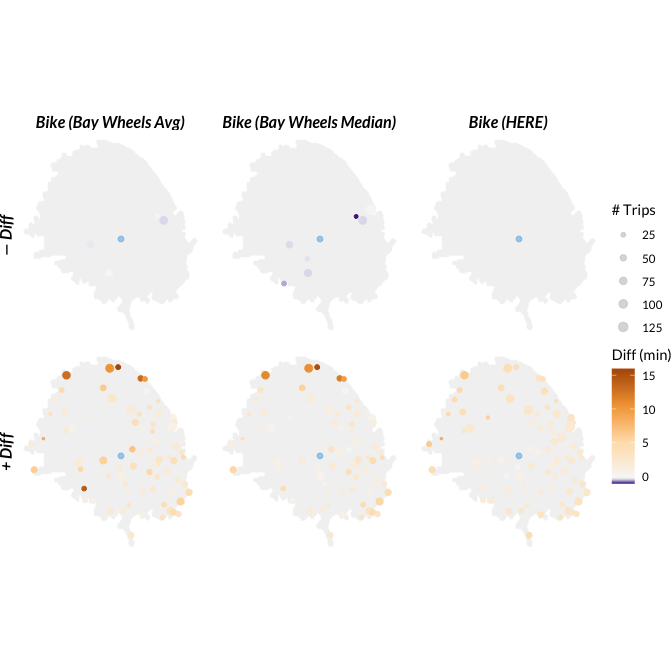 Bike (Bay Wheels Avg)
Bike (Bay Wheels Median)
Bike (HERE)
– Diff
# Trips
25
50
75
100
125
+ Diff
Diff (min)
15
10
5
0